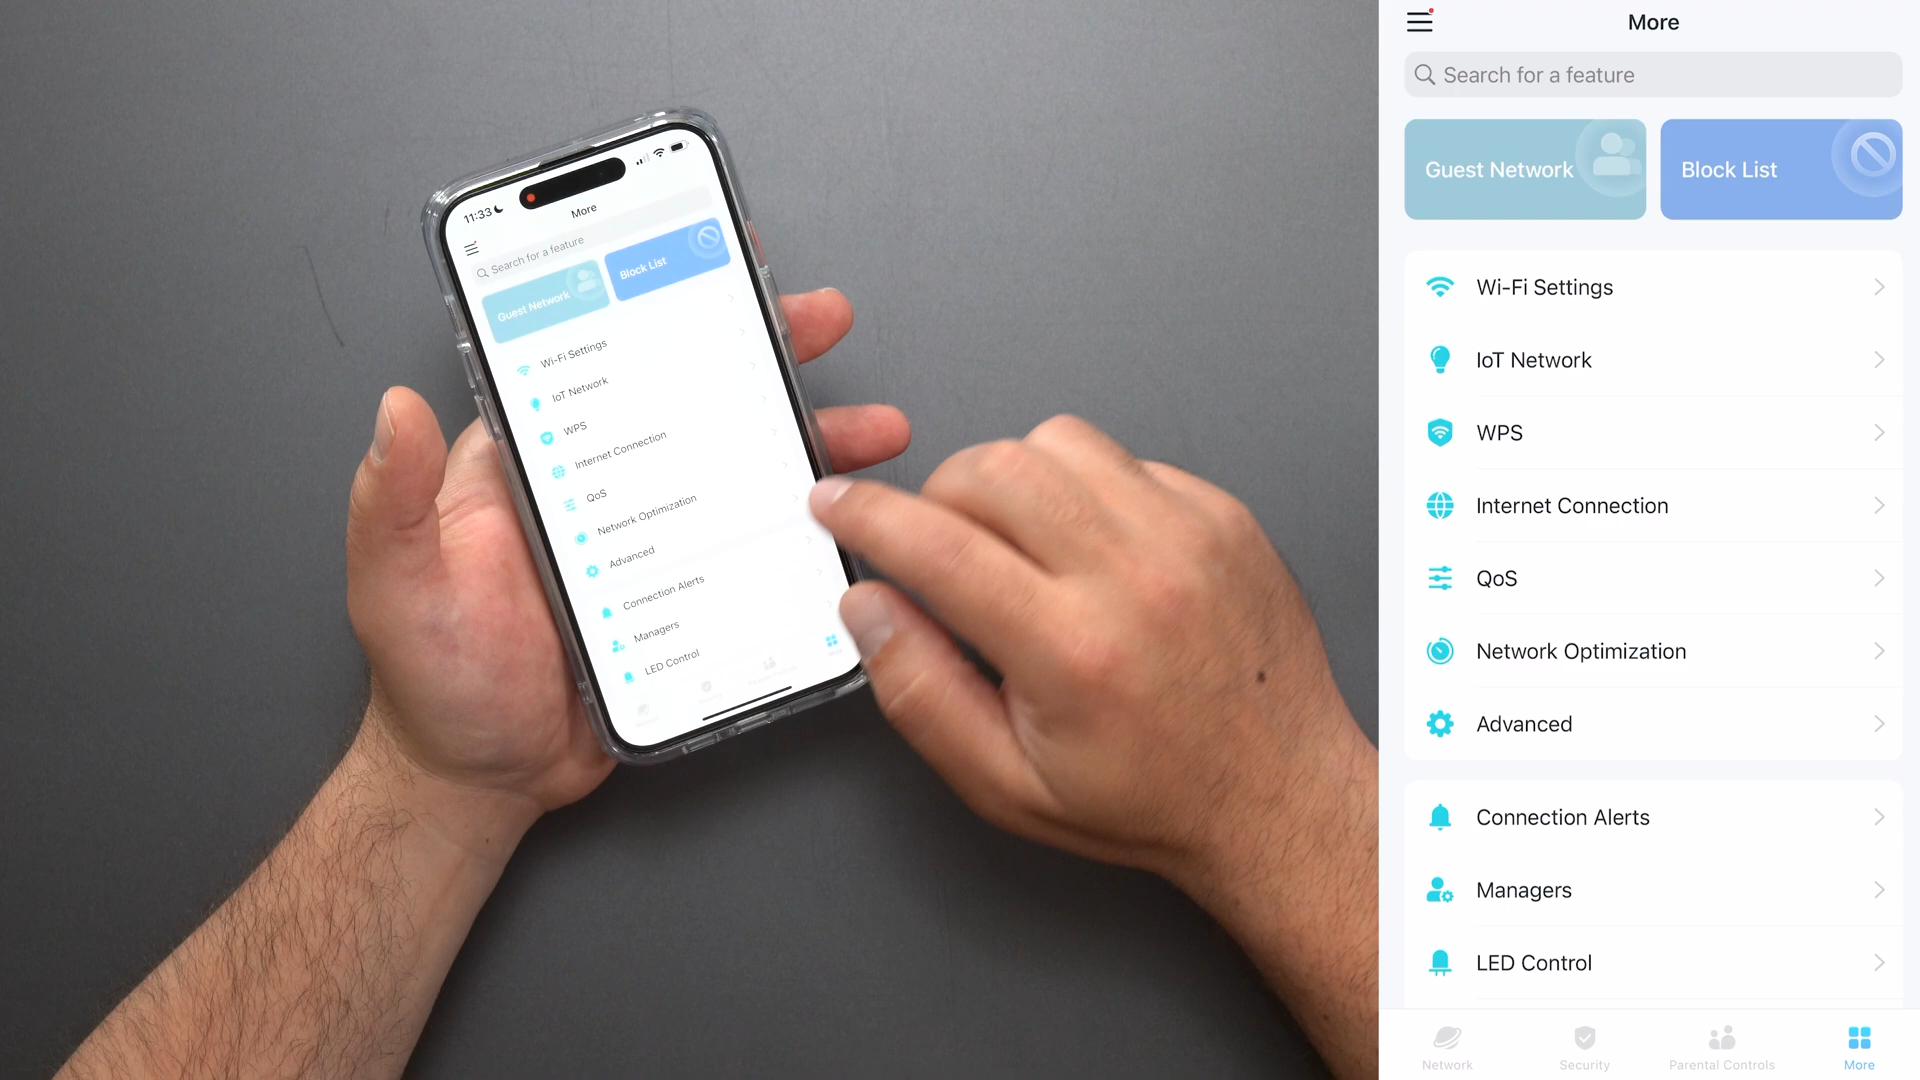 11:33
More
Search for a feature
Guest Network
Block List
Wi-Fi Settings
IoT Network
WPS
Internet Connection
QoS
Network Optimization
Advanced
Connection Alerts
Managers
LED Control
More
Search for a feature
Guest Network
Block List
Wi-Fi Settings
IoT Network
WPS
Internet Connection
QoS
Network Optimization
Advanced
Connection Alerts
Managers
LED Control
Network
Security
Parental Controls
More